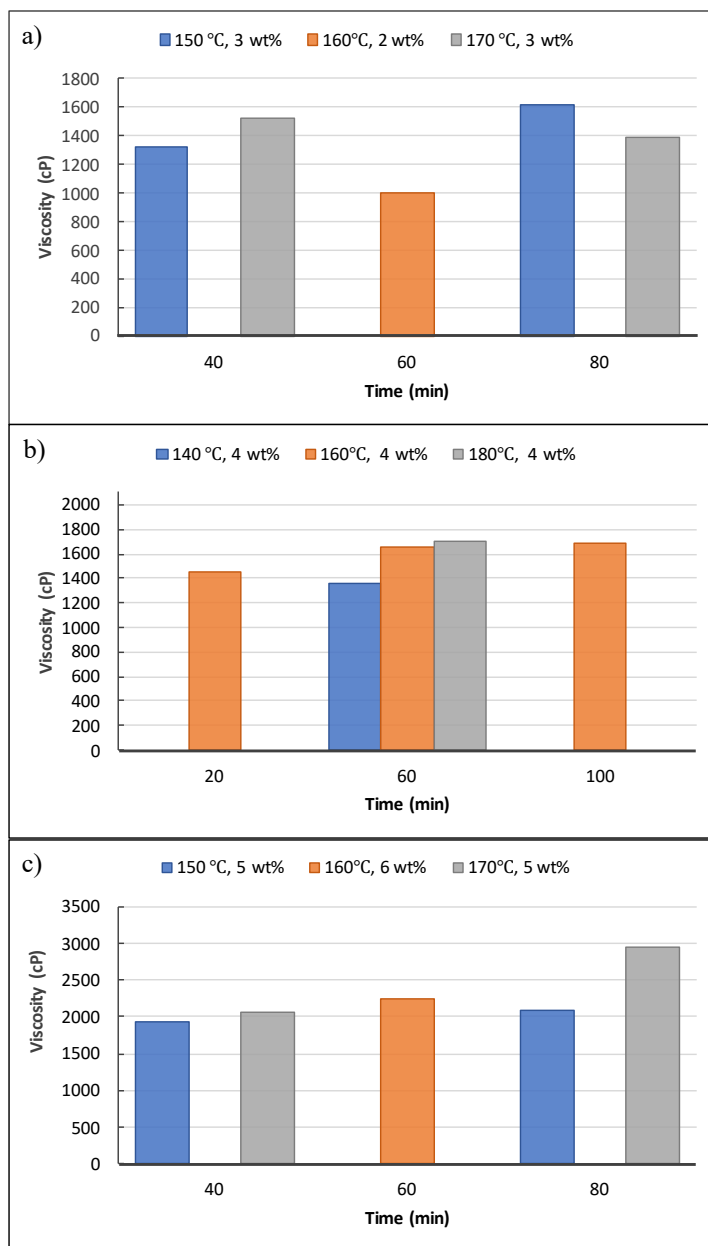 a)
150 ℃, 3 wt% 160℃, 2 wt% 170 ℃, 3 wt%
Viscosity (cP)
1800
1600
1400
1200
1000
800
600
400
200
0
40 60 80
Time (min)
b)
140 ℃, 4 wt% 160℃, 4 wt% 180℃, 4 wt%
Viscosity (cP)
2000
1800
1600
1400
1200
1000
800
600
400
200
0
20 60 100
Time (min)
c)
150 ℃, 5 wt% 160℃, 6 wt% 170℃, 5 wt%
Viscosity (cP)
3500
3000
2500
2000
1500
1000
500
0
40 60 80
Time (min)